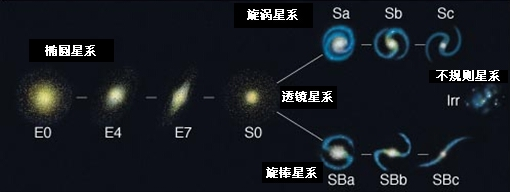 旋涡星系
Sa Sb Sc
椭圆星系
不规则星系
Irr
透镜星系
E0 E4 E7 S0
旋棒星系
SBa SBb SBc